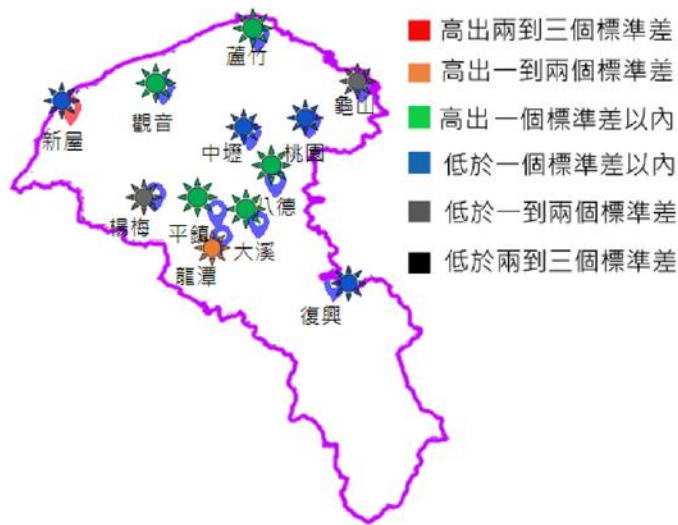 蘆竹
龜山
觀音
新屋
中壢
桃園
八德
楊梅
平鎮
大溪
龍潭
復興
高出兩到三個標準差
高出一到兩個標準差
高出一個標準差以內
低於一個標準差以內
低於一到兩個標準差
低於兩到三個標準差